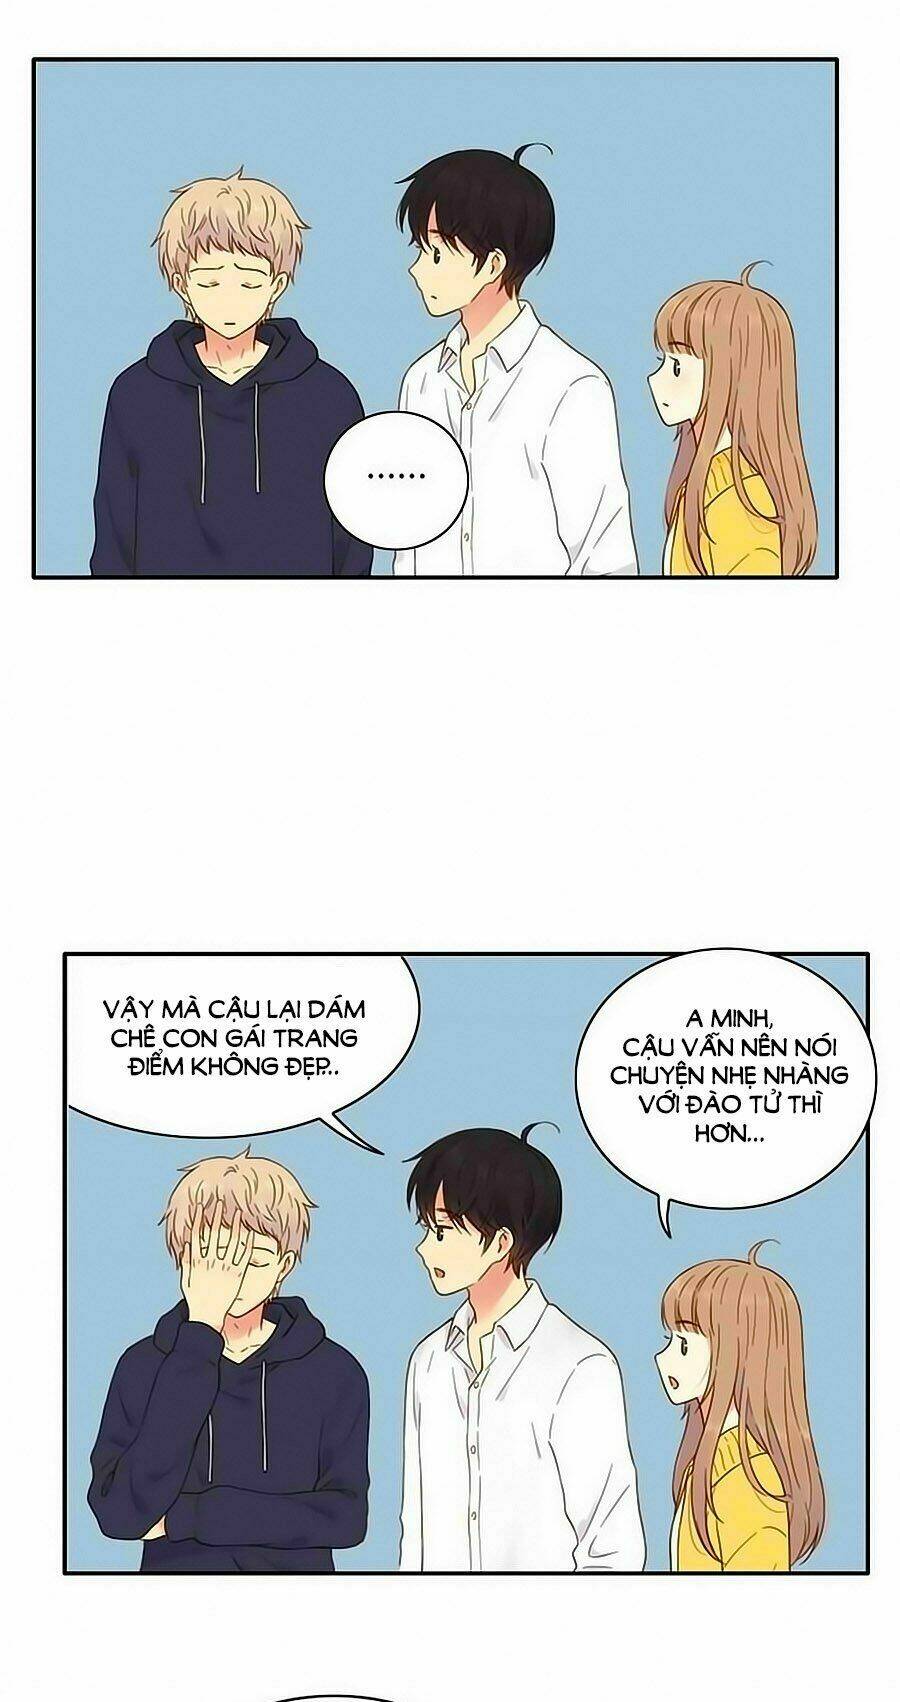 ......
VẬY MÀ CẬU LẠI DÁM
CHÊ CON GÁI TRANG
ĐIỂM KHÔNG ĐẸP...
A MINH,
CẬU VẪN NÊN NÓI
CHUYỆN NHẸ NHÀNG
VỚI ĐÀO TỬ THÌ
HƠN...